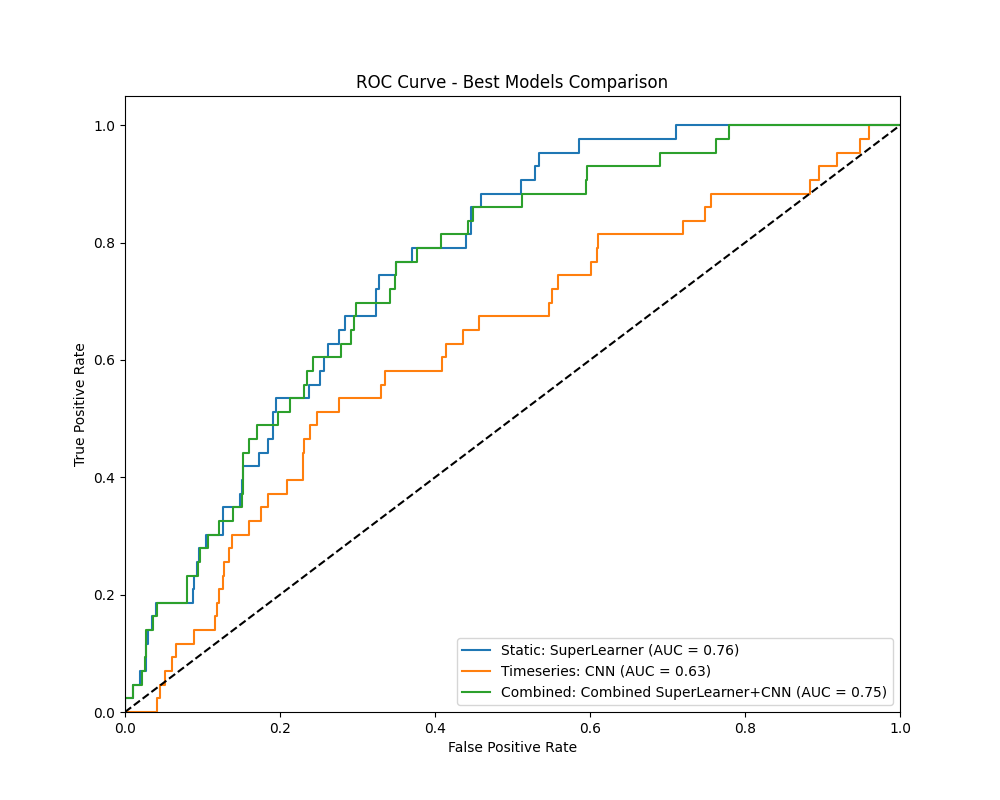 ROC Curve - Best Models Comparison
True Positive Rate
1.0
0.8
0.6
0.4
0.2
0.0
Static: SuperLearner (AUC = 0.76)
Timeseries: CNN (AUC = 0.63)
Combined: Combined SuperLearner+CNN (AUC = 0.75)
0.0 0.2 0.4 0.6 0.8 1.0
False Positive Rate